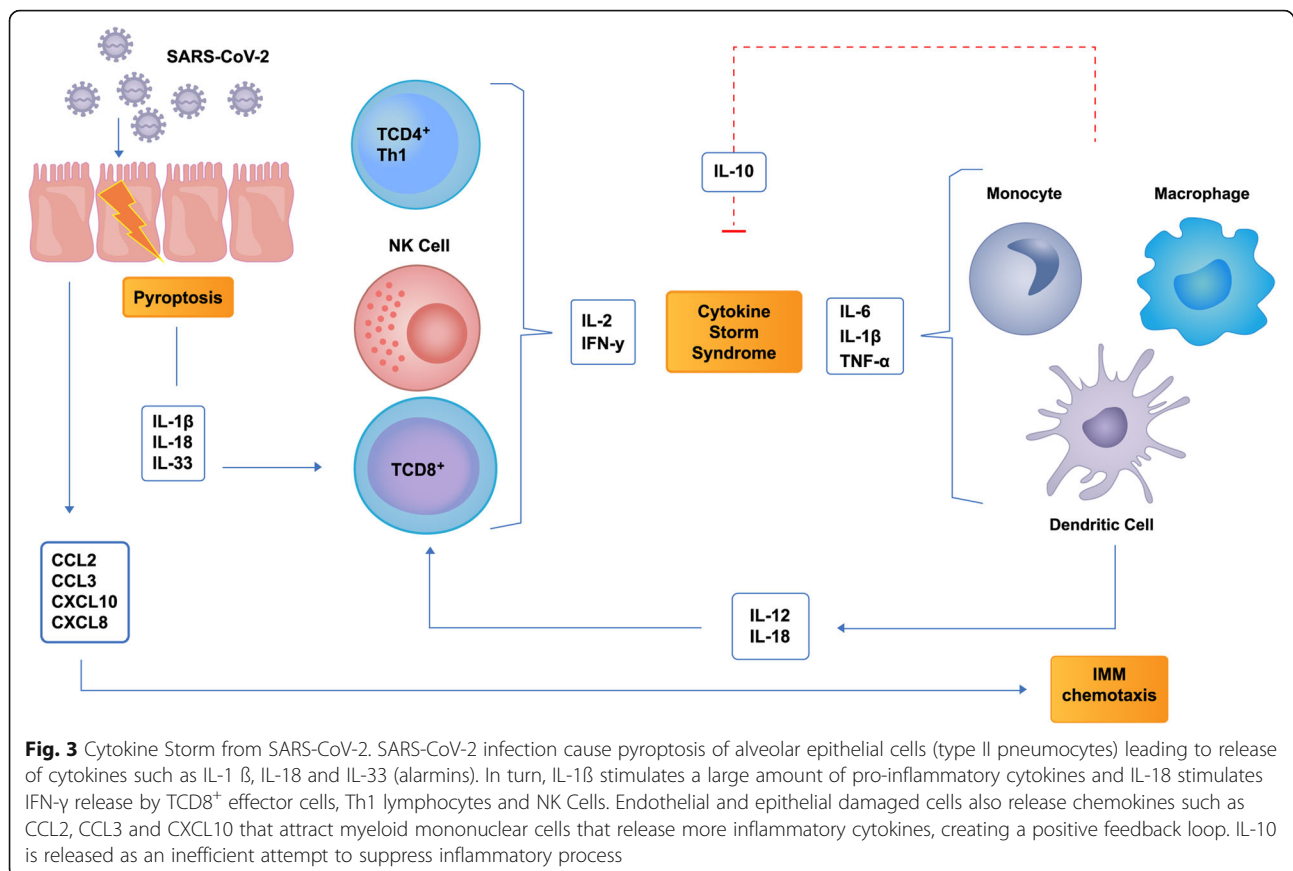 SARS-CoV-2
TCD4+
Th1
IL-10
Monocyte
Macrophage
NK Cell
Pyroptosis
IL-2
IFN-y
Cytokine
Storm
Syndrome
IL-6
IL-1β
TNF-α
IL-1β
IL-18
IL-33
TCD8+
Dendritic Cell
CCL2
CCL3
CXCL10
CXCL8
IL-12
IL-18
IMM
chemotaxis
Fig. 3 Cytokine Storm from SARS-CoV-2. SARS-CoV-2 infection cause pyroptosis of alveolar epithelial cells (type II pneumocytes) leading to release
of cytokines such as IL-1 ß, IL-18 and IL-33 (alarmins). In turn, IL-1ß stimulates a large amount of pro-inflammatory cytokines and IL-18 stimulates
IFN-γ release by TCD8+ effector cells, Th1 lymphocytes and NK Cells. Endothelial and epithelial damaged cells also release chemokines such as
CCL2, CCL3 and CXCL10 that attract myeloid mononuclear cells that release more inflammatory cytokines, creating a positive feedback loop. IL-10
is released as an inefficient attempt to suppress inflammatory process